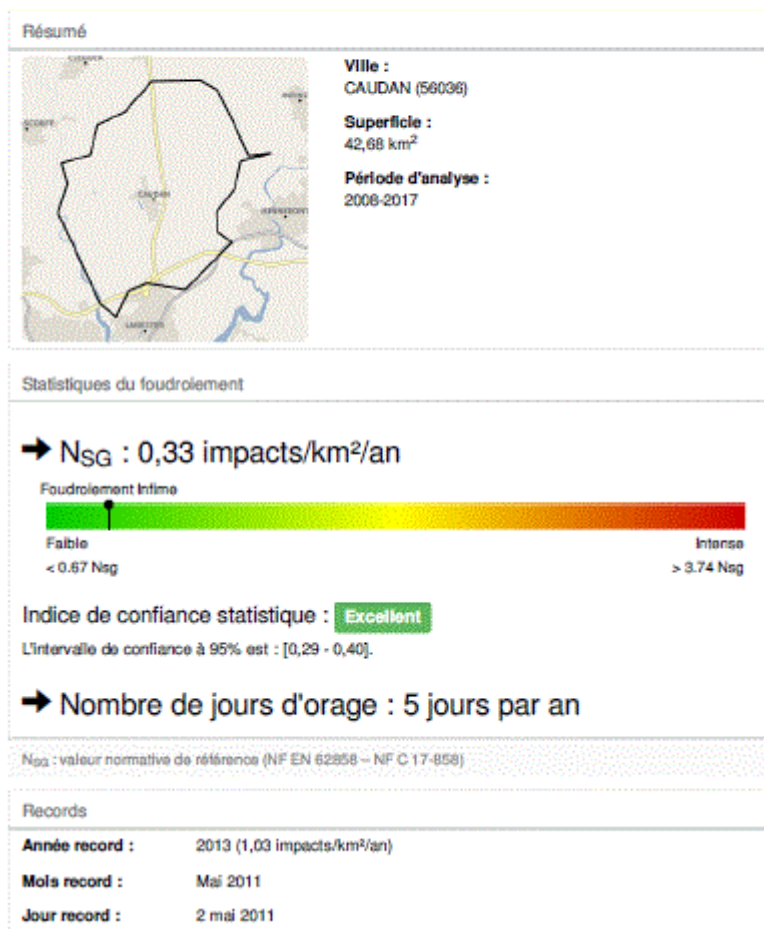 Résumé
Ville :
CAUDAN (56036)
Superficie :
42,68 km²
Période d'analyse :
2008-2017
CAUDAN
Statistiques du foudroiement
➔ NSG : 0,33 impacts/km²/an
Foudroiement Infime
Faible
Intense
< 0.67 Nsg
> 3.74 Nsg
Indice de confiance statistique : Excellent
L'intervalle de confiance à 95% est : [0,29 - 0,40].
➔ Nombre de jours d'orage : 5 jours par an
NSG : valeur normative de référence (NF EN 62858 – NF C 17-858)
Records
Année record : 2013 (1,03 impacts/km²/an)
Mois record : Mai 2011
Jour record : 2 mai 2011